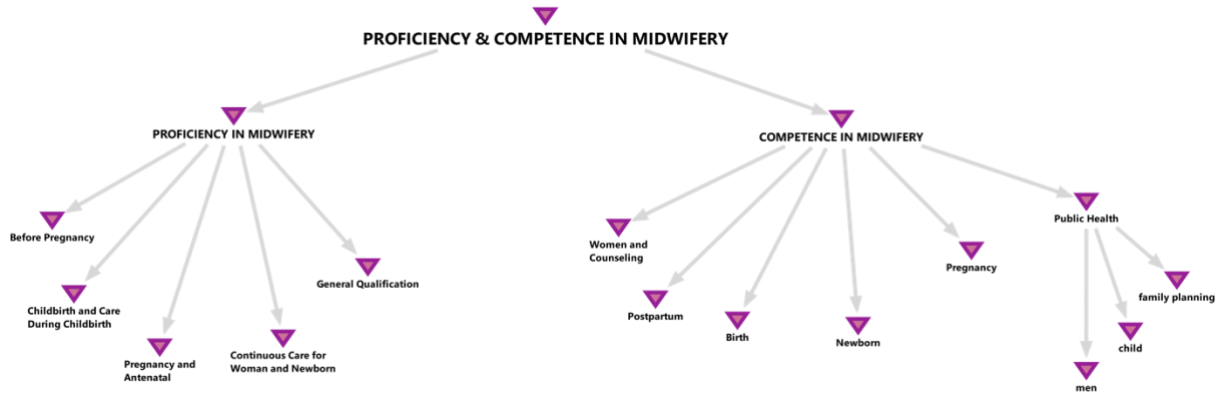 PROFICIENCY & COMPETENCE IN MIDWIFERY
PROFICIENCY IN MIDWIFERY
COMPETENCE IN MIDWIFERY
Before Pregnancy
Childbirth and Care
During Childbirth
Pregnancy and
Antenatal
Continuous Care for
Woman and Newborn
General Qualification
Women and
Counseling
Postpartum
Birth
Newborn
Pregnancy
Public Health
family planning
child
men